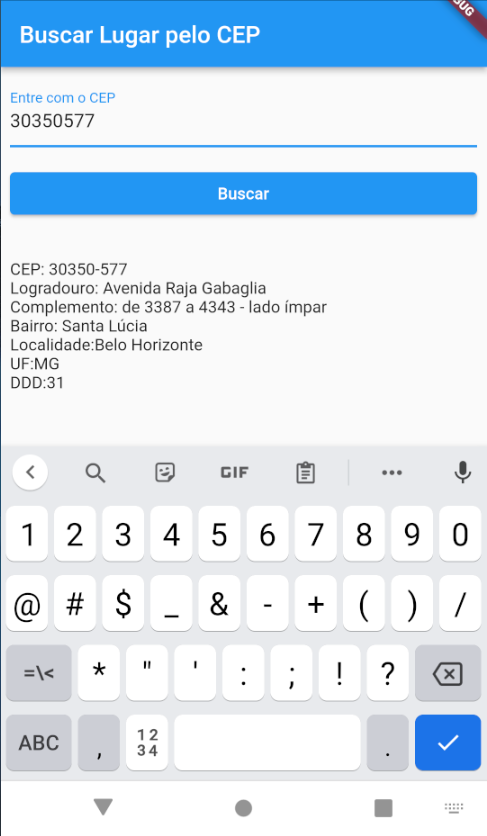 BUG
Buscar Lugar pelo CEP
Entre com o CEP
30350577
Buscar
CEP: 30350-577
Logradouro: Avenida Raja Gabaglia
Complemento: de 3387 a 4343 - lado ímpar
Bairro: Santa Lúcia
Localidade:Belo Horizonte
UF:MG
DDD:31
GIF
1 2 3 4 5 6 7 8 9 0
@ # $ _ & - + ( ) /
=\< * " ' : ; ! ?
ABC , 12 34 .